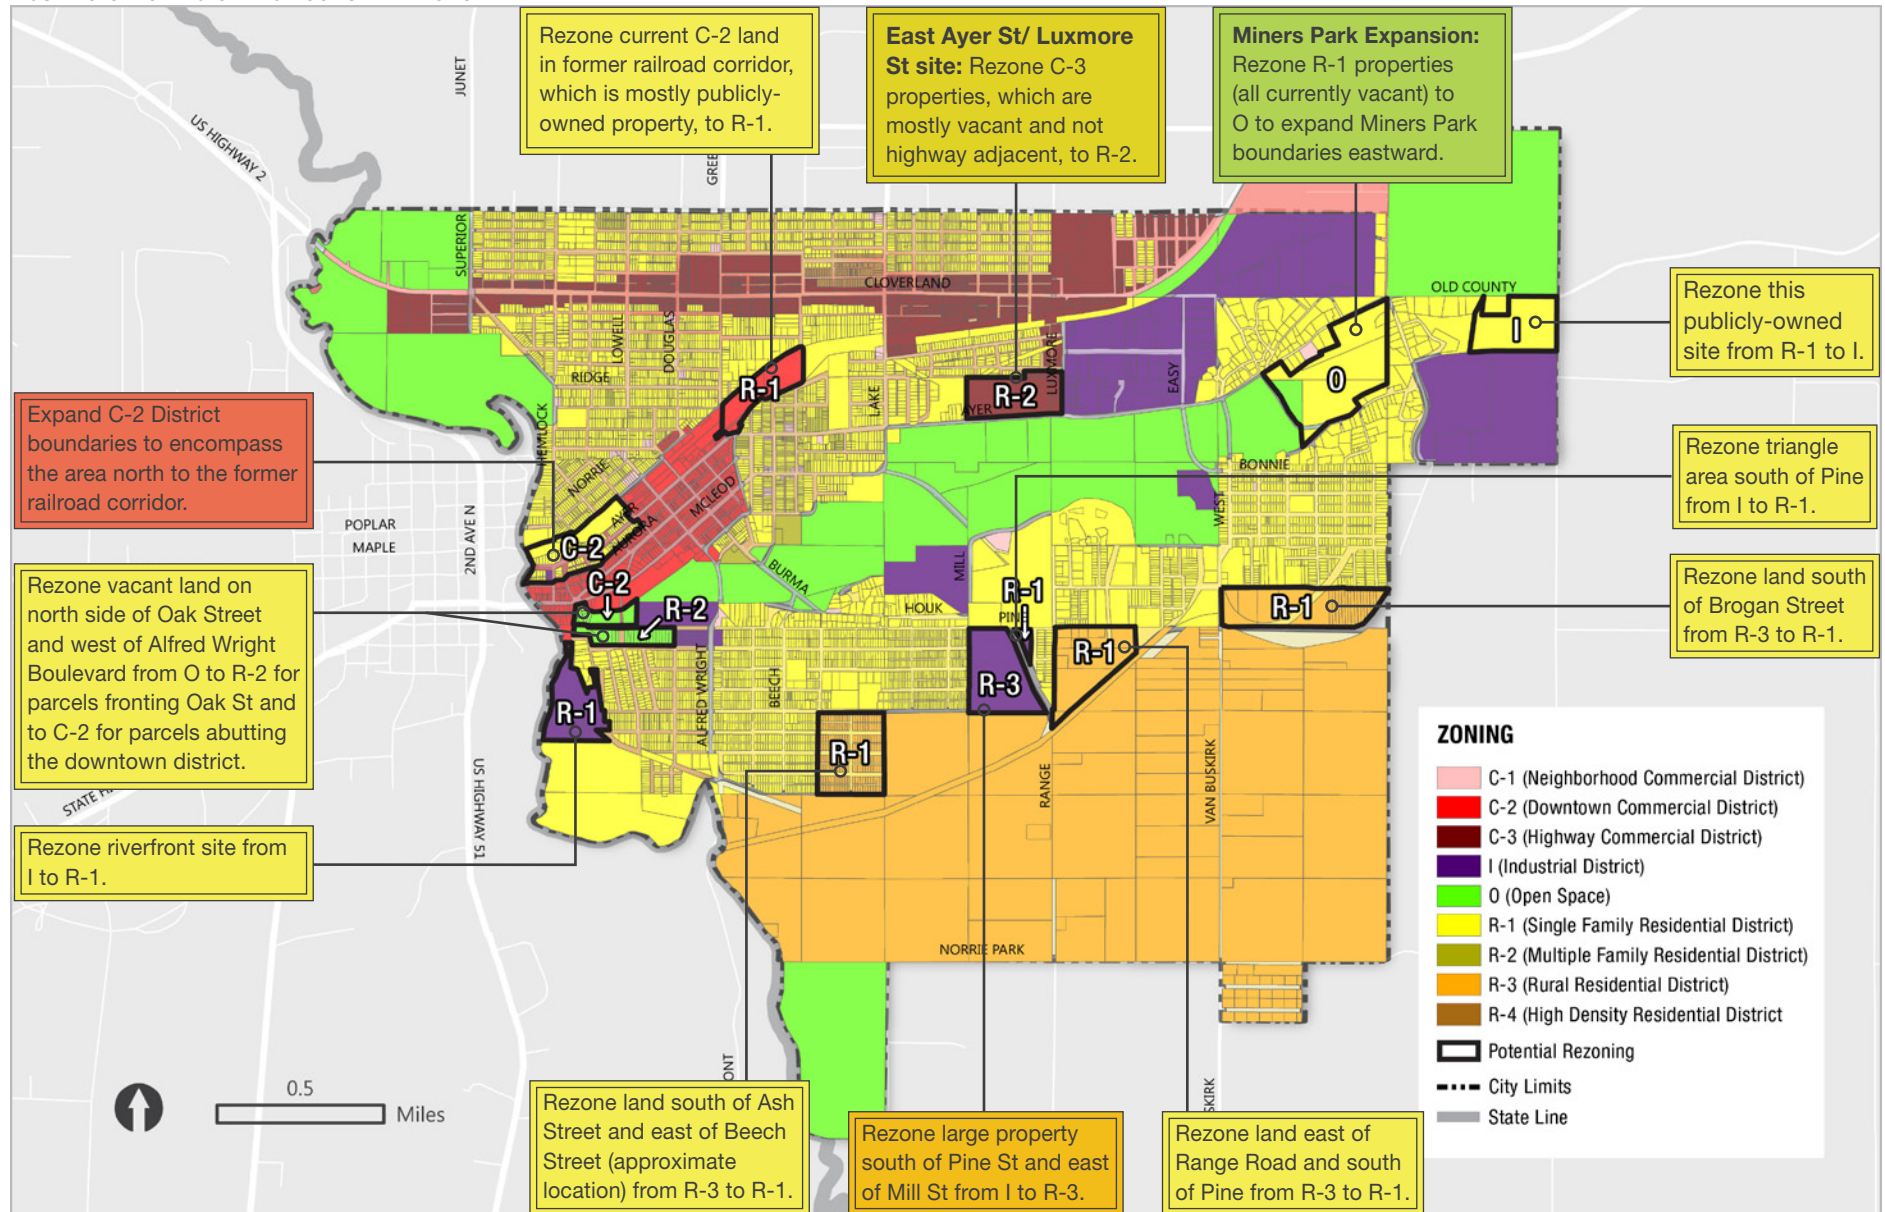 Rezone current C-2 land
in former railroad corridor,
which is mostly publicly-
owned property, to R-1.
East Ayer St/ Luxmore
St site: Rezone C-3
properties, which are
mostly vacant and not
highway adjacent, to R-2.
Miners Park Expansion:
Rezone R-1 properties
(all currently vacant) to
O to expand Miners Park
boundaries eastward.
Rezone this
publicly-owned
site from R-1 to I.
Rezone triangle
area south of Pine
from I to R-1.
Rezone land south
of Brogan Street
from R-3 to R-1.
Expand C-2 District
boundaries to encompass
the area north to the former
railroad corridor.
Rezone vacant land on
north side of Oak Street
and west of Alfred Wright
Boulevard from O to R-2 for
parcels fronting Oak St and
to C-2 for parcels abutting
the downtown district.
Rezone riverfront site from
I to R-1.
Rezone land south of Ash
Street and east of Beech
Street (approximate
location) from R-3 to R-1.
Rezone large property
south of Pine St and east
of Mill St from I to R-3.
Rezone land east of
Range Road and south
of Pine from R-3 to R-1.
JUNET
US HIGHWAY 2
SUPERIOR
CLOVERLAND
OLD COUNTY
LOWELL
DOUGLAS
RIDGE
HEMLOCK
LAKE
LUXMORE
AYER
EASY
NORRIE
AYER
AURORA
MCLEOD
BONNIE
WEST
POPLAR
MAPLE
2ND AVE N
BURMA
MILL
HOUK
PINE
ALFRED WRIGHT
BEECH
RANGE
VAN BUSKIRK
US HIGHWAY 51
NORRIE PARK
R-1
R-2
O
I
C-2
C-2
R-2
R-1
R-1
R-1
R-3
R-1
R-1
0.5
Miles
ZONING
C-1 (Neighborhood Commercial District)
C-2 (Downtown Commercial District)
C-3 (Highway Commercial District)
I (Industrial District)
O (Open Space)
R-1 (Single Family Residential District)
R-2 (Multiple Family Residential District)
R-3 (Rural Residential District)
R-4 (High Density Residential District
Potential Rezoning
City Limits
State Line